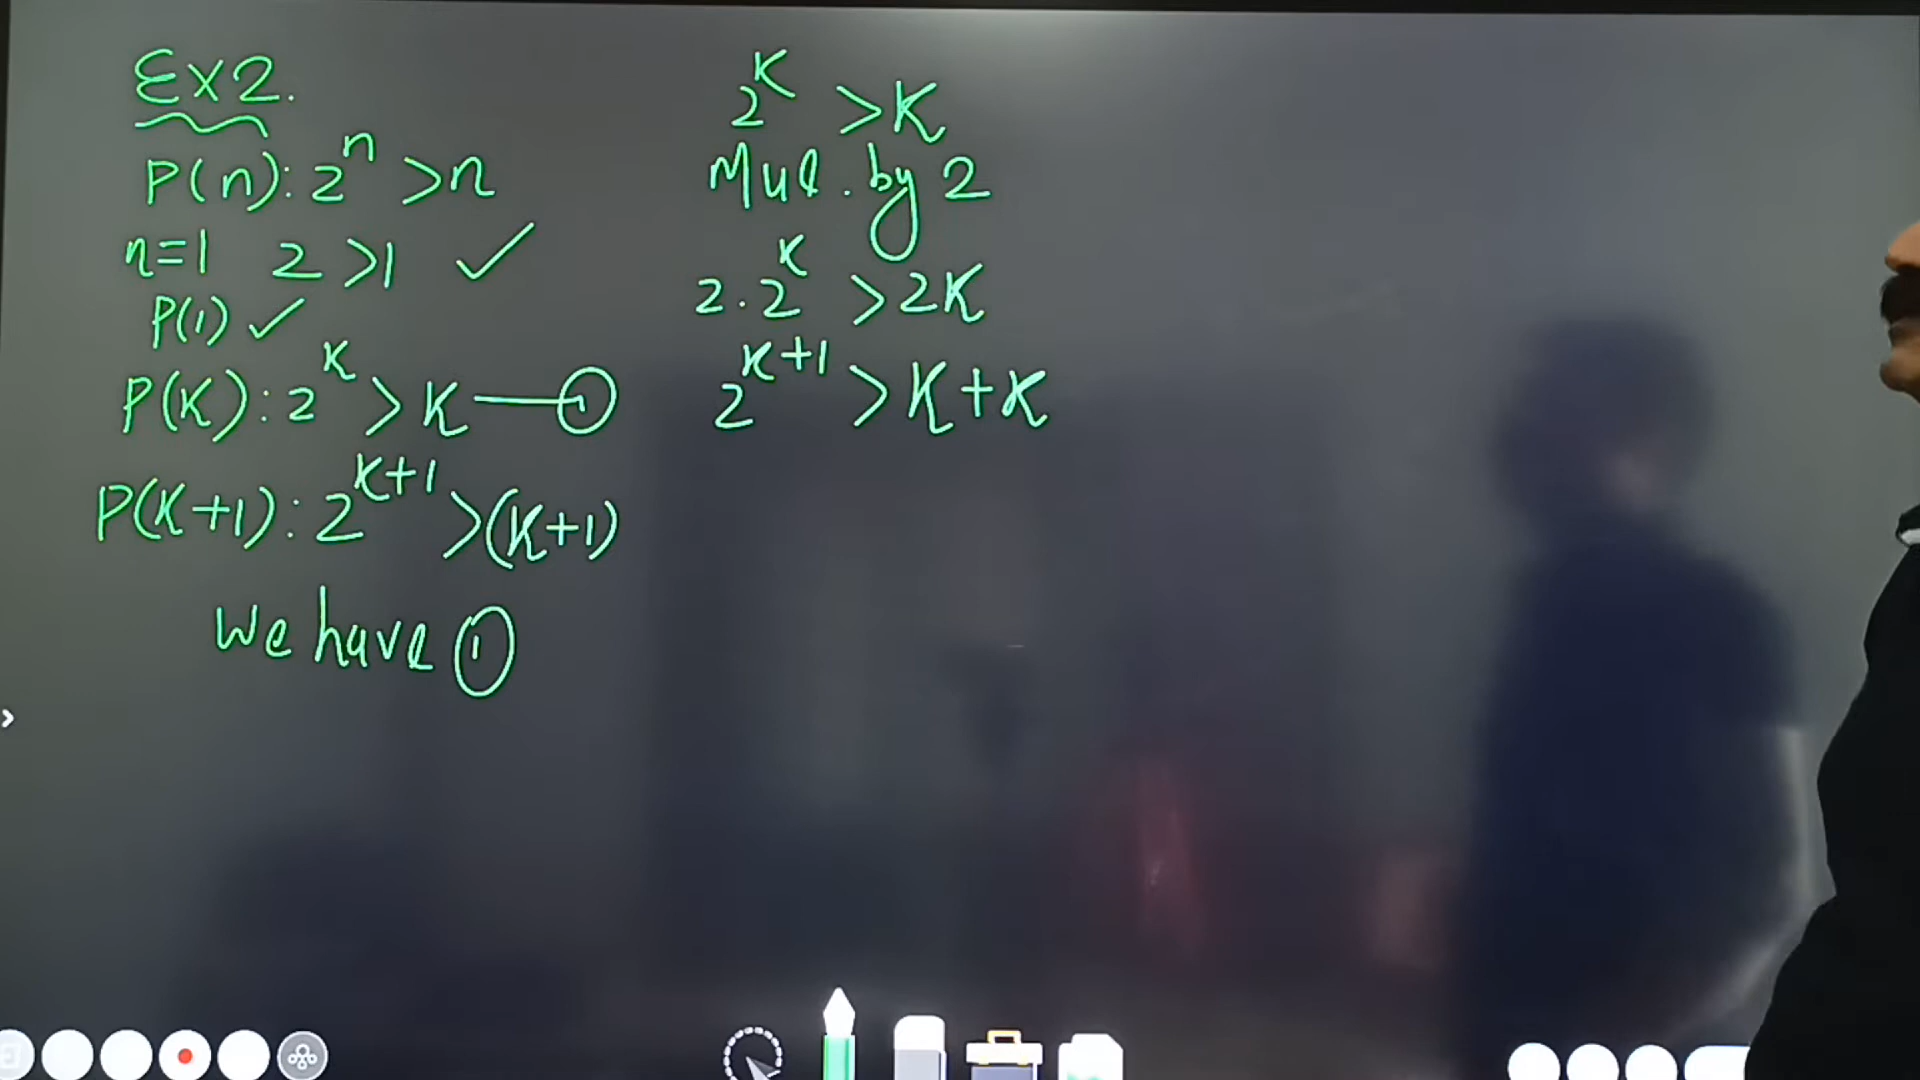 Ex2.
P(n): 2^n > n
n=1 2 >1 ✓
P(1) ✓
P(K): 2^K > K —— ①
P(K+1): 2^{K+1} > (K+1)
We have ①
2^K > K
Mul. by 2
2 . 2^K > 2K
2^{K+1} > K+K